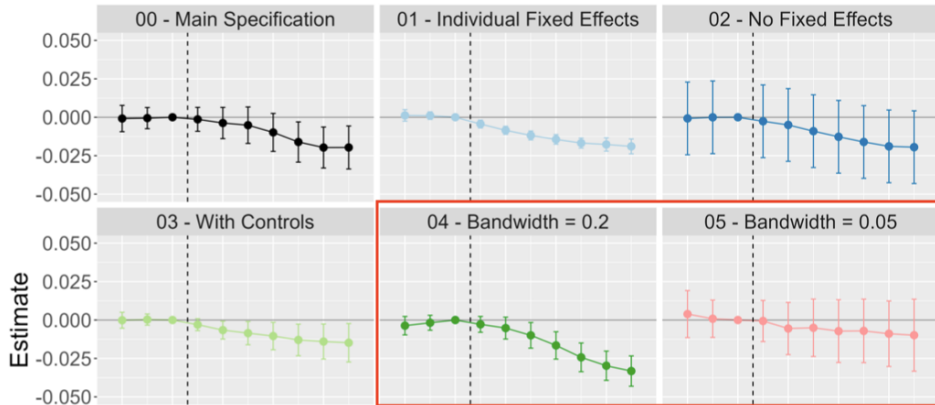 00 - Main Specification
01 - Individual Fixed Effects
02 - No Fixed Effects
0.050
0.025
0.000
-0.025
-0.050
03 - With Controls
04 - Bandwidth = 0.2
05 - Bandwidth = 0.05
0.050
0.025
0.000
-0.025
-0.050
Estimate